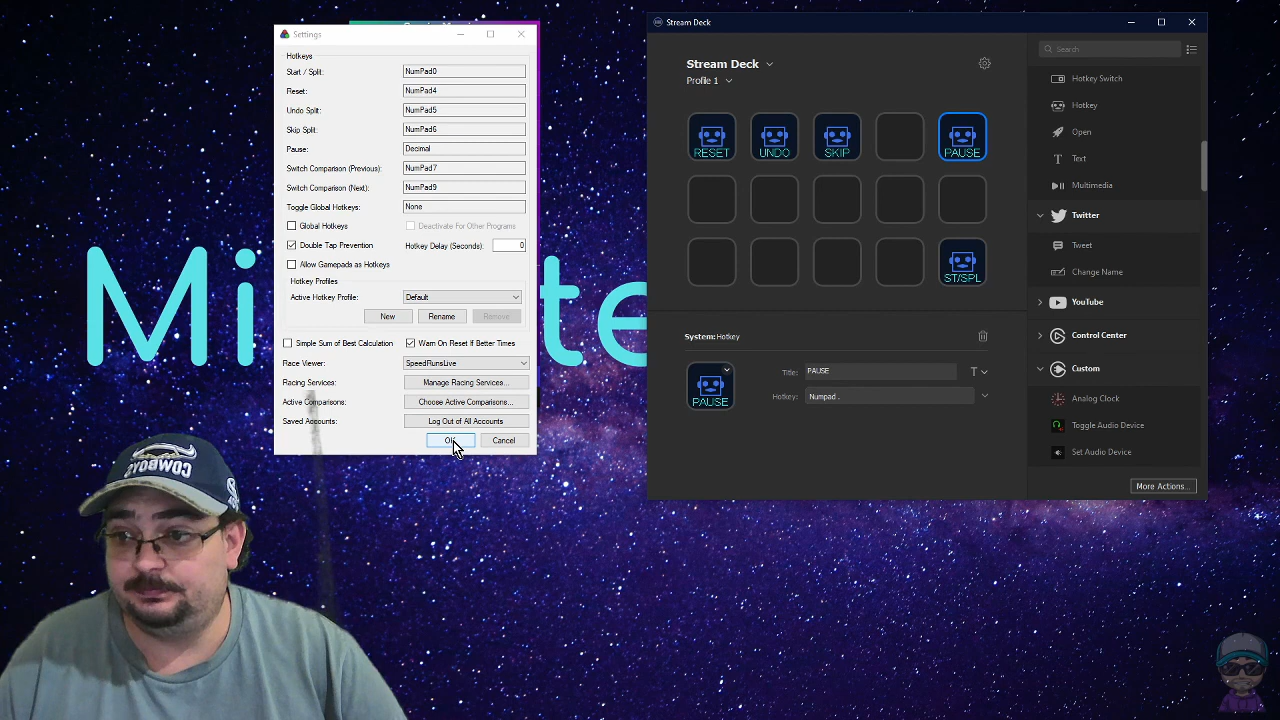 Settings
Hotkeys
Start / Split: NumPad0
Reset: NumPad4
Undo Split: NumPad5
Skip Split: NumPad6
Pause: Decimal
Switch Comparison (Previous): NumPad7
Switch Comparison (Next): NumPad9
Toggle Global Hotkeys: None
Global Hotkeys Deactivate For Other Programs
Double Tap Prevention Hotkey Delay (Seconds): 0
Allow Gamepads as Hotkeys
Hotkey Profiles
Active Hotkey Profile: Default
New Rename Remove
Simple Sum of Best Calculation Warn On Reset If Better Times
Race Viewer: SpeedRunsLive
Racing Services: Manage Racing Services...
Active Comparisons: Choose Active Comparisons...
Saved Accounts: Log Out of All Accounts
OK Cancel
Mi te
COWBOYS
Stream Deck
Stream Deck
Profile 1
RESET UNDO SKIP PAUSE
ST/SPL
System: Hotkey
PAUSE
Title: PAUSE
T
Hotkey: Numpad .
Search
Hotkey Switch
Hotkey
Open
Text
Multimedia
Twitter
Tweet
Change Name
YouTube
Control Center
Custom
Analog Clock
Toggle Audio Device
Set Audio Device
More Actions...